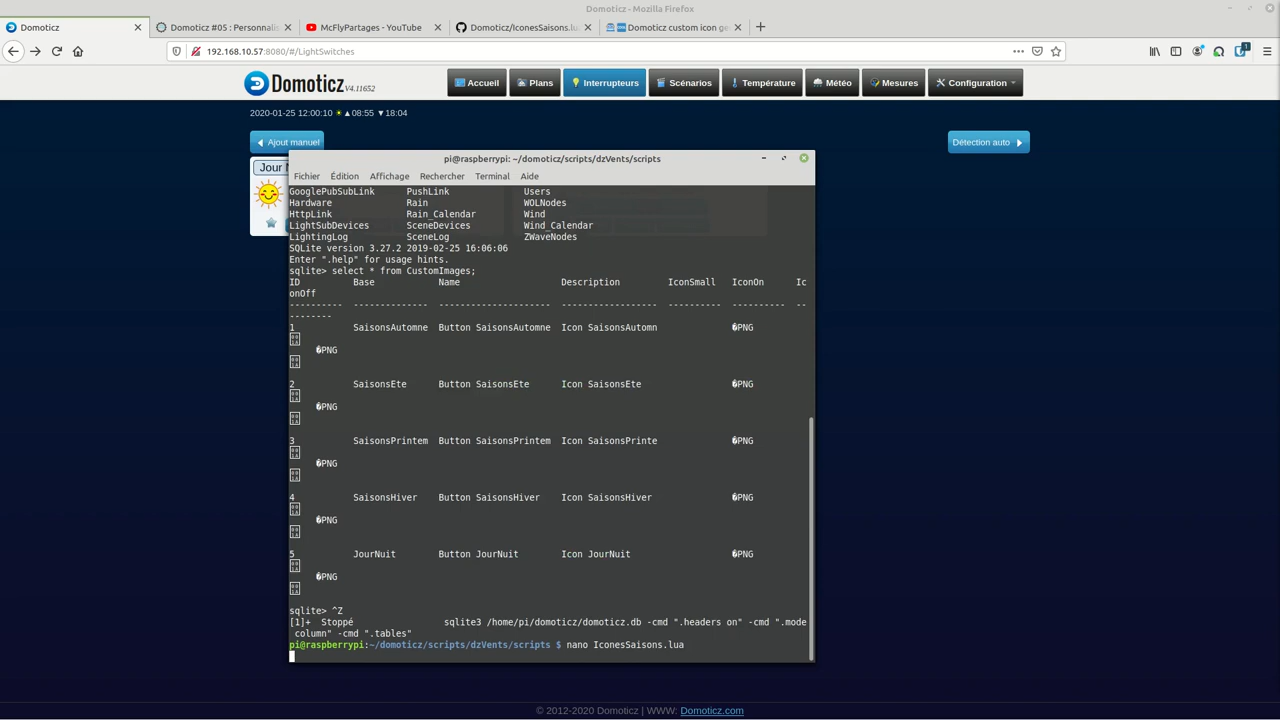 Domoticz - Mozilla Firefox
Domoticz
Domoticz #05 : Personnalis
McFlyPartages - YouTube
Domoticz/IconesSaisons.lu
Domoticz custom icon ge
192.168.10.57:8080/#/LightSwitches
1
Domoticz V4.11652
Accueil
Plans
Interrupteurs
Scénarios
Température
Météo
Mesures
Configuration
2020-01-25 12:00:10 ☀▲08:55 ▼18:04
Ajout manuel
Détection auto
Jour N
pi@raspberrypi: ~/domoticz/scripts/dzVents/scripts
Fichier Édition Affichage Rechercher Terminal Aide
GooglePubSubLink PushLink Users
Hardware Rain WOLNodes
HttpLink Rain_Calendar Wind
LightSubDevices SceneDevices Wind_Calendar
LightingLog SceneLog ZWaveNodes
SQLite version 3.27.2 2019-02-25 16:06:06
Enter ".help" for usage hints.
sqlite> select * from CustomImages;
ID Base Name Description IconSmall IconOn Ic
onOff
---------- -------------- --------------------- ------------------ ---------- ---------- --
--------
1 SaisonsAutomne Button SaisonsAutomne Icon SaisonsAutomn �PNG
�PNG
2 SaisonsEte Button SaisonsEte Icon SaisonsEte �PNG
�PNG
3 SaisonsPrintem Button SaisonsPrintem Icon SaisonsPrinte �PNG
�PNG
4 SaisonsHiver Button SaisonsHiver Icon SaisonsHiver �PNG
�PNG
5 JourNuit Button JourNuit Icon JourNuit �PNG
�PNG
sqlite> ^Z
[1]+ Stoppé sqlite3 /home/pi/domoticz/domoticz.db -cmd ".headers on" -cmd ".mode
column" -cmd ".tables"
pi@raspberrypi:~/domoticz/scripts/dzVents/scripts $ nano IconesSaisons.lua
© 2012-2020 Domoticz | WWW: Domoticz.com